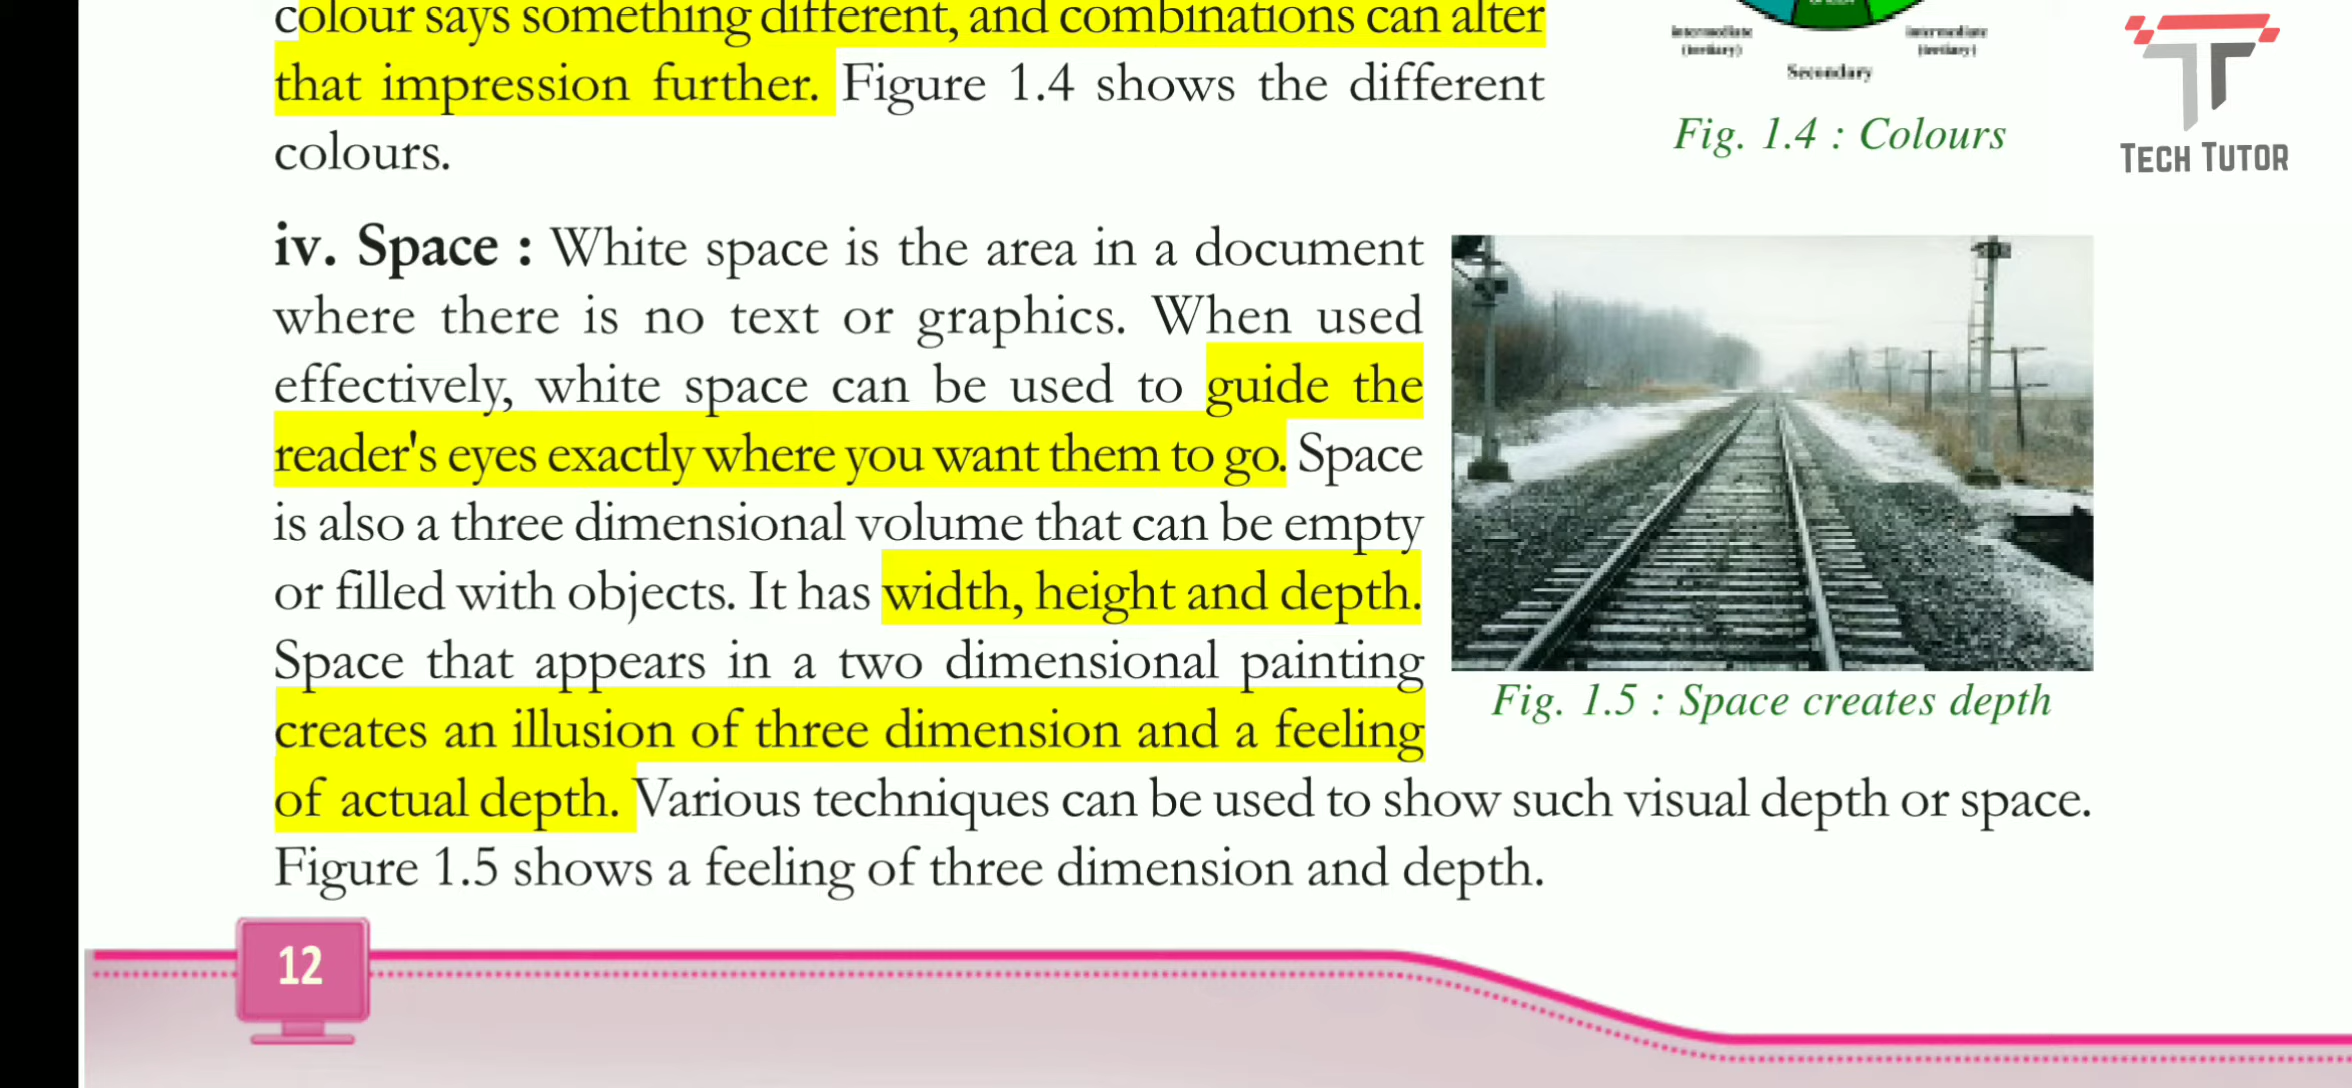 colour says something different, and combinations can alter
that impression further. Figure 1.4 shows the different
colours.
Intermediate
(tertiary)
Intermediate
(tertiary)
Secondary
Fig. 1.4 : Colours
TECH TUTOR
iv. Space : White space is the area in a document
where there is no text or graphics. When used
effectively, white space can be used to guide the
reader's eyes exactly where you want them to go. Space
is also a three dimensional volume that can be empty
or filled with objects. It has width, height and depth.
Space that appears in a two dimensional painting
creates an illusion of three dimension and a feeling
of actual depth. Various techniques can be used to show such visual depth or space.
Figure 1.5 shows a feeling of three dimension and depth.
Fig. 1.5 : Space creates depth
12